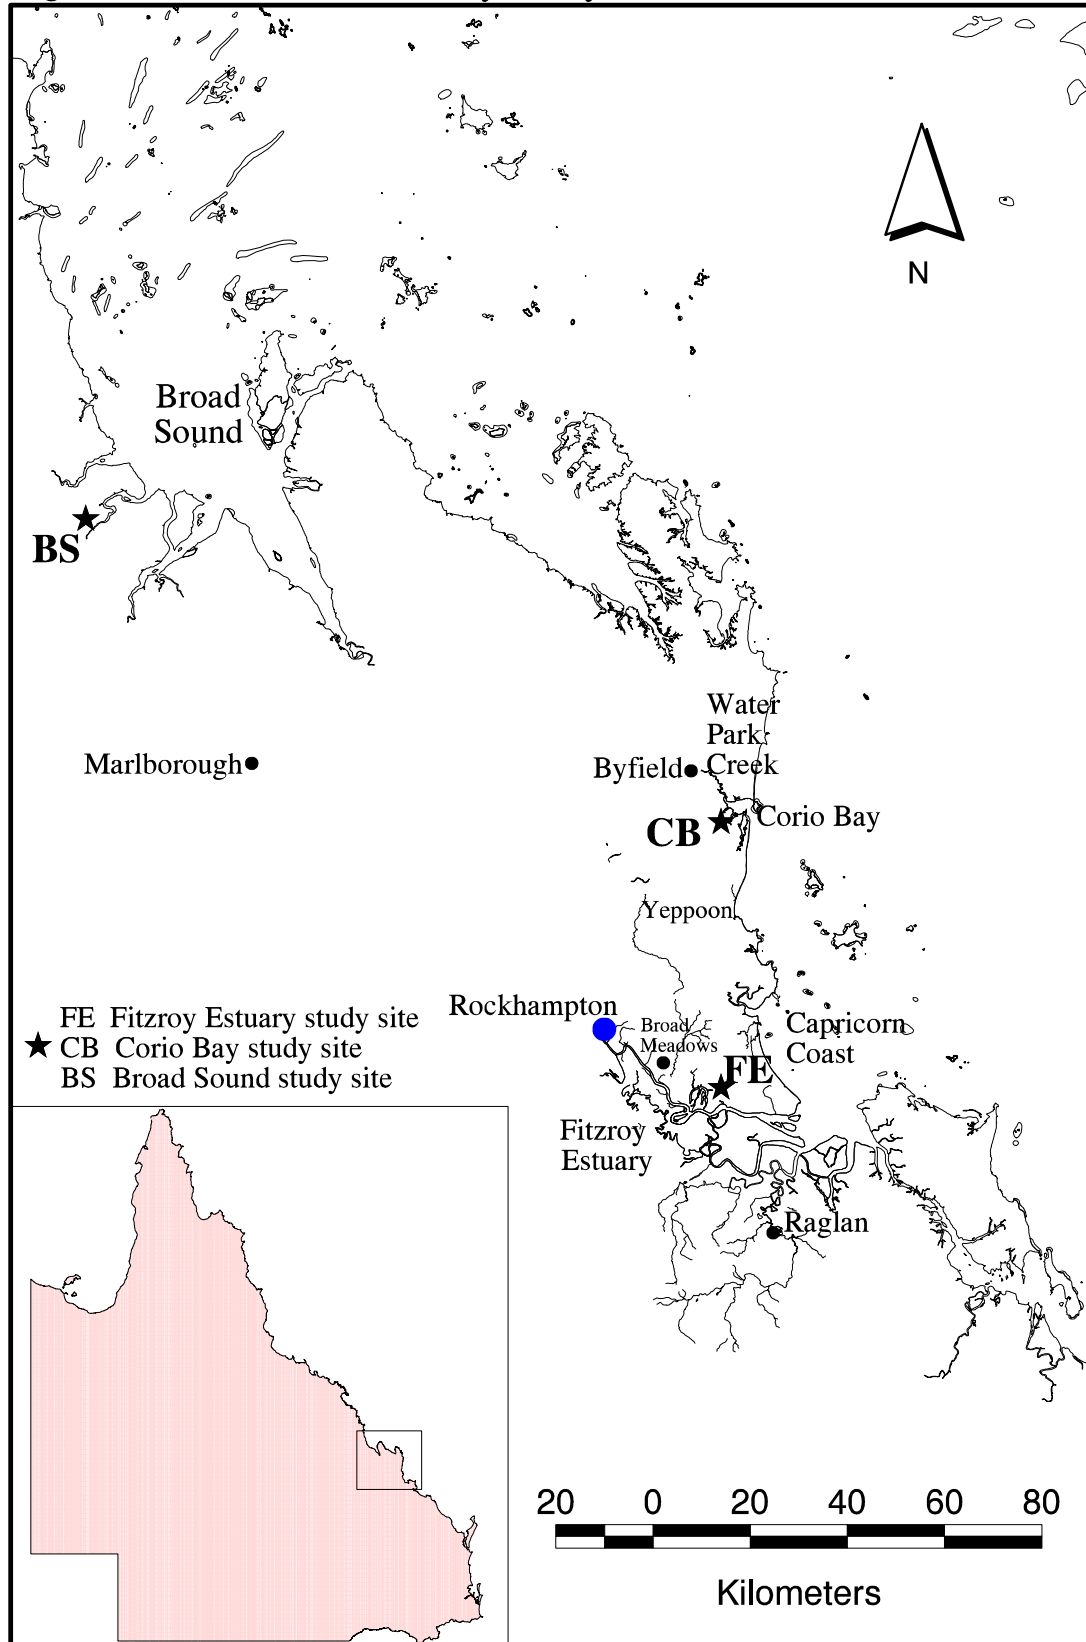 N
Broad
Sound
BS
Water
Park
Creek
Marlborough
Byfield
CB
Corio Bay
Yeppoon
Rockhampton
FE Fitzroy Estuary study site
CB Corio Bay study site
BS Broad Sound study site
Broad
Meadows
Capricorn
Coast
FE
Fitzroy
Estuary
Raglan
20 0 20 40 60 80
Kilometers